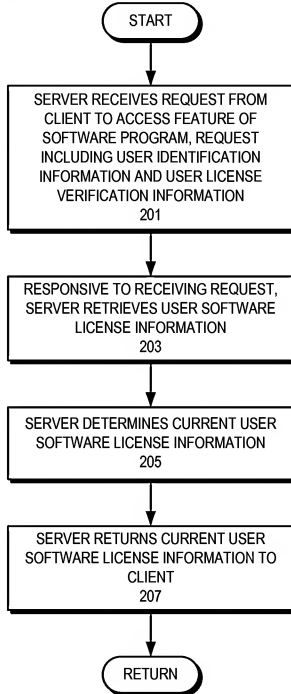 START
SERVER RECEIVES REQUEST FROM
CLIENT TO ACCESS FEATURE OF
SOFTWARE PROGRAM, REQUEST
INCLUDING USER IDENTIFICATION
INFORMATION AND USER LICENSE
VERIFICATION INFORMATION
201
RESPONSIVE TO RECEIVING REQUEST,
SERVER RETRIEVES USER SOFTWARE
LICENSE INFORMATION
203
SERVER DETERMINES CURRENT USER
SOFTWARE LICENSE INFORMATION
205
SERVER RETURNS CURRENT USER
SOFTWARE LICENSE INFORMATION TO
CLIENT
207
RETURN